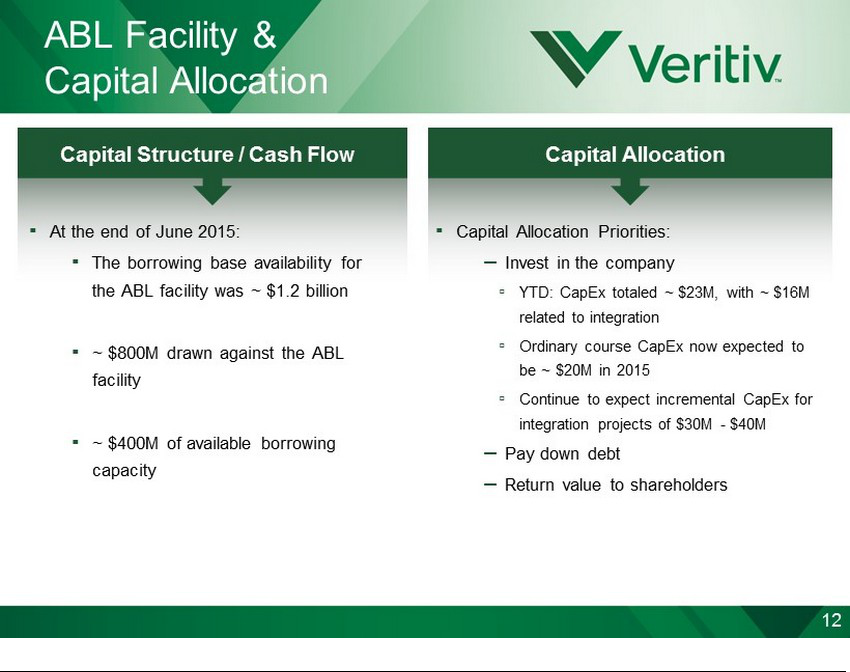 ABL Facility &
Capital Allocation
Veritiv™
Capital Structure / Cash Flow
▪ At the end of June 2015:
▪ The borrowing base availability for
the ABL facility was ~ $1.2 billion
▪ ~ $800M drawn against the ABL
facility
▪ ~ $400M of available borrowing
capacity
Capital Allocation
▪ Capital Allocation Priorities:
– Invest in the company
▫ YTD: CapEx totaled ~ $23M, with ~ $16M
related to integration
▫ Ordinary course CapEx now expected to
be ~ $20M in 2015
▫ Continue to expect incremental CapEx for
integration projects of $30M - $40M
– Pay down debt
– Return value to shareholders
12